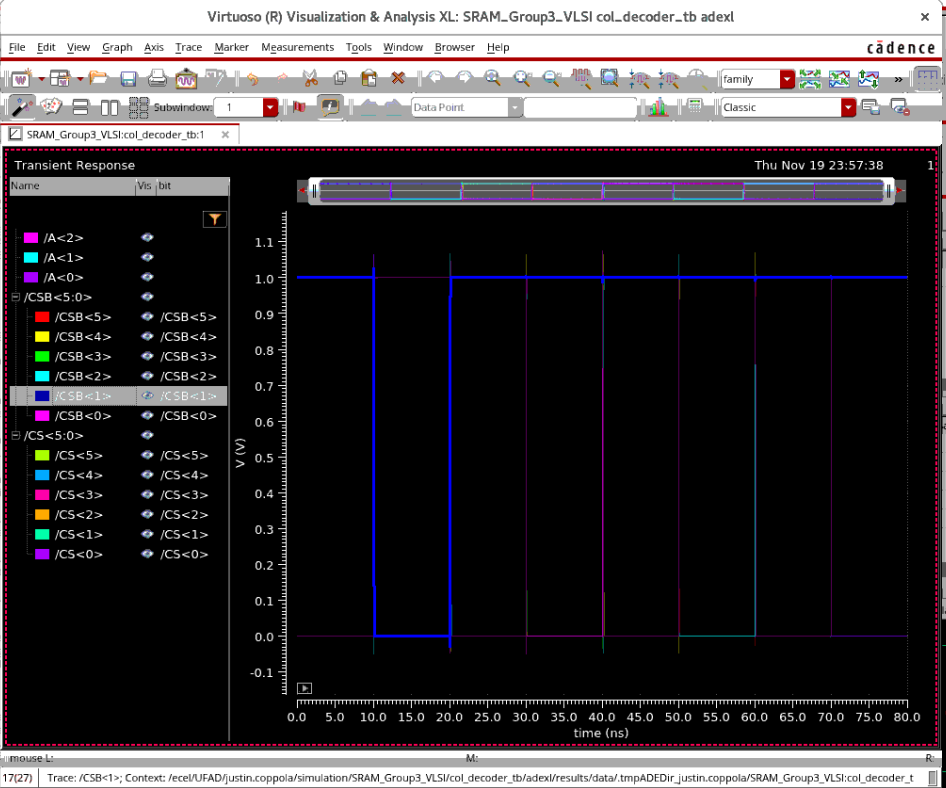 Virtuoso (R) Visualization & Analysis XL: SRAM_Group3_VLSI col_decoder_tb adexl
File Edit View Graph Axis Trace Marker Measurements Tools Window Browser Help cādence
family
Subwindow: 1 Data Point Classic
SRAM_Group3_VLSI:col_decoder_tb:1
Transient Response Thu Nov 19 23:57:38 1
Name Vis bit
/A<2>
/A<1>
/A<0>
/CSB<5:0>
/CSB<5> /CSB<5>
/CSB<4> /CSB<4>
/CSB<3> /CSB<3>
/CSB<2> /CSB<2>
/CSB<1> /CSB<1>
/CSB<0> /CSB<0>
/CS<5:0>
/CS<5> /CS<5>
/CS<4> /CS<4>
/CS<3> /CS<3>
/CS<2> /CS<2>
/CS<1> /CS<1>
/CS<0> /CS<0>
V (V)
1.1
1.0
0.9
0.8
0.7
0.6
0.5
0.4
0.3
0.2
0.1
0.0
-0.1
0.0 5.0 10.0 15.0 20.0 25.0 30.0 35.0 40.0 45.0 50.0 55.0 60.0 65.0 70.0 75.0 80.0
time (ns)
mouse L: M: R:
17(27) Trace: /CSB<1>; Context: /ecel/UFAD/justin.coppola/simulation/SRAM_Group3_VLSI/col_decoder_tb/adexl/results/data/.tmpADEDir_justin.coppola/SRAM_Group3_VLSI:col_decoder_t